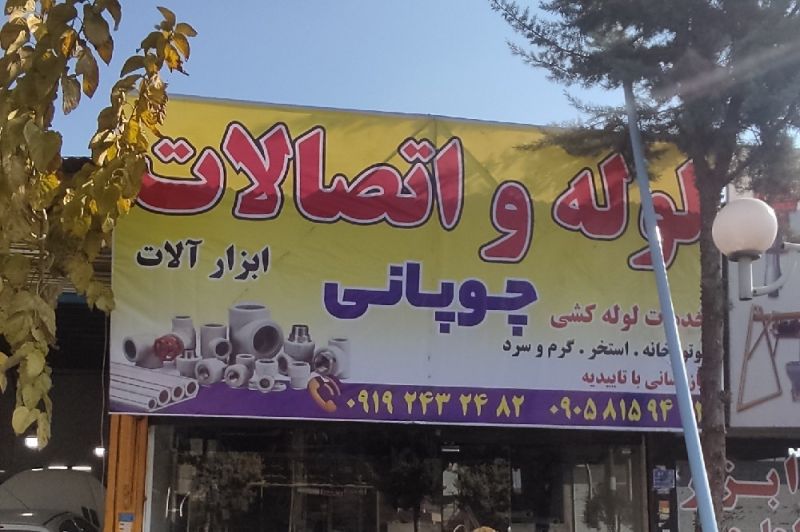 لوله و اتصالات
چوپانی
ابزار آلات
خدمات لوله کشی
موتورخانه . استخر . گرم و سرد
با تاییدیه
۰۹۱۹ ۲۴۳ ۲۴ ۸۲
۰۹۰۵ ۸۱۵ ۹۴
ابزار